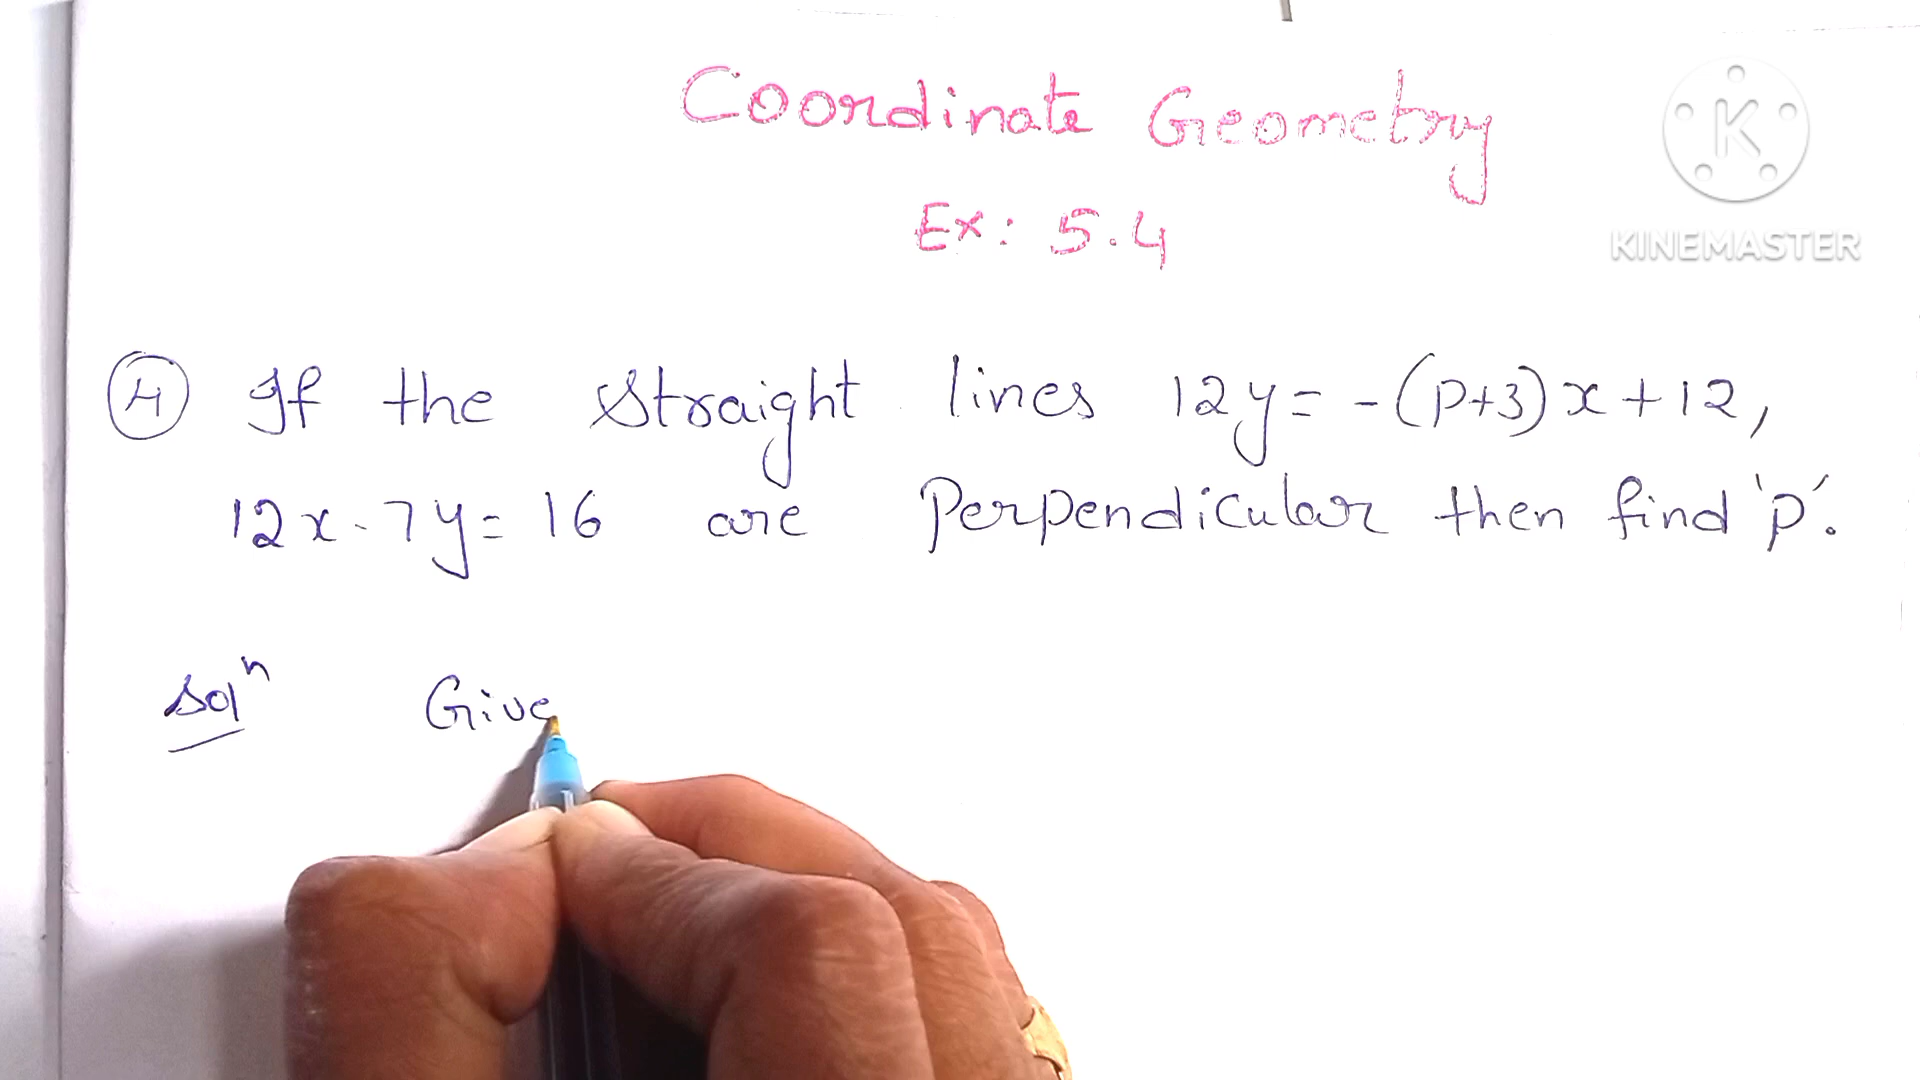 Coordinate Geometry
K
KINEMASTER
Ex: 5.4
4 If the straight lines 12y = -(p+3)x + 12,
12x - 7y = 16 are Perpendicular then find 'p'.
Solⁿ Give